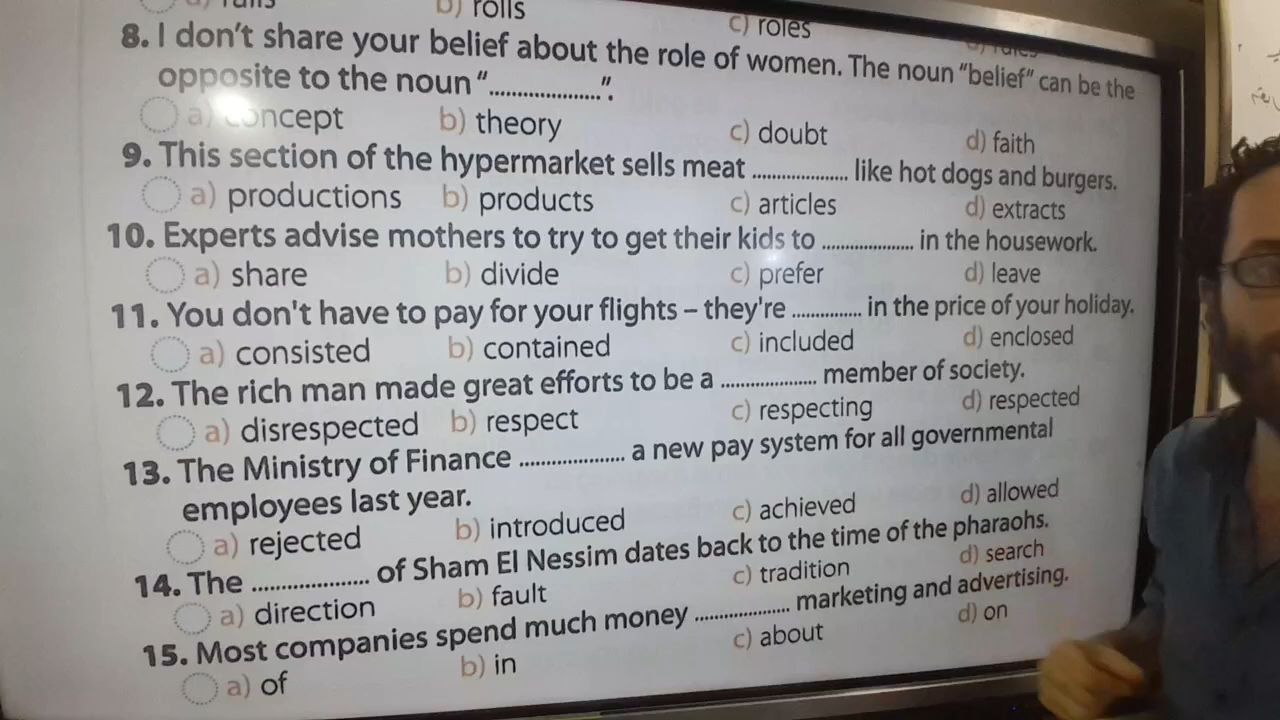 b) rolls c) roles
8. I don't share your belief about the role of women. The noun "belief" can be the
opposite to the noun "....................".
a) concept b) theory c) doubt d) faith
9. This section of the hypermarket sells meat .................... like hot dogs and burgers.
a) productions b) products c) articles d) extracts
10. Experts advise mothers to try to get their kids to .................... in the housework.
a) share b) divide c) prefer d) leave
11. You don't have to pay for your flights – they're ............... in the price of your holiday.
a) consisted b) contained c) included d) enclosed
12. The rich man made great efforts to be a .................... member of society.
a) disrespected b) respect c) respecting d) respected
13. The Ministry of Finance .................... a new pay system for all governmental
employees last year.
a) rejected b) introduced c) achieved d) allowed
14. The .................... of Sham El Nessim dates back to the time of the pharaohs.
a) direction b) fault c) tradition d) search
15. Most companies spend much money .................... marketing and advertising.
a) of b) in c) about d) on